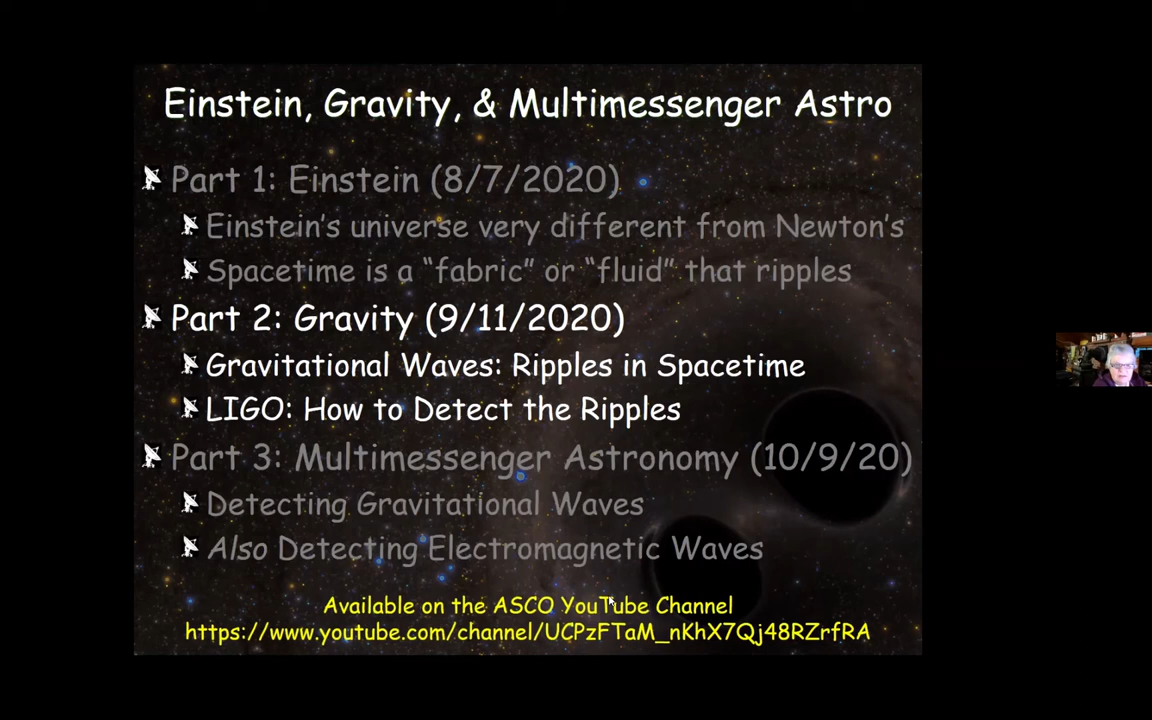 Einstein, Gravity, & Multimessenger Astro
Part 1: Einstein (8/7/2020)
Einstein’s universe very different from Newton’s
Spacetime is a “fabric” or “fluid” that ripples
Part 2: Gravity (9/11/2020)
Gravitational Waves: Ripples in Spacetime
LIGO: How to Detect the Ripples
Part 3: Multimessenger Astronomy (10/9/20)
Detecting Gravitational Waves
Also Detecting Electromagnetic Waves
Available on the ASCO YouTube Channel
https://www.youtube.com/channel/UCPzFTaM_nKhX7Qj48RZrfRA